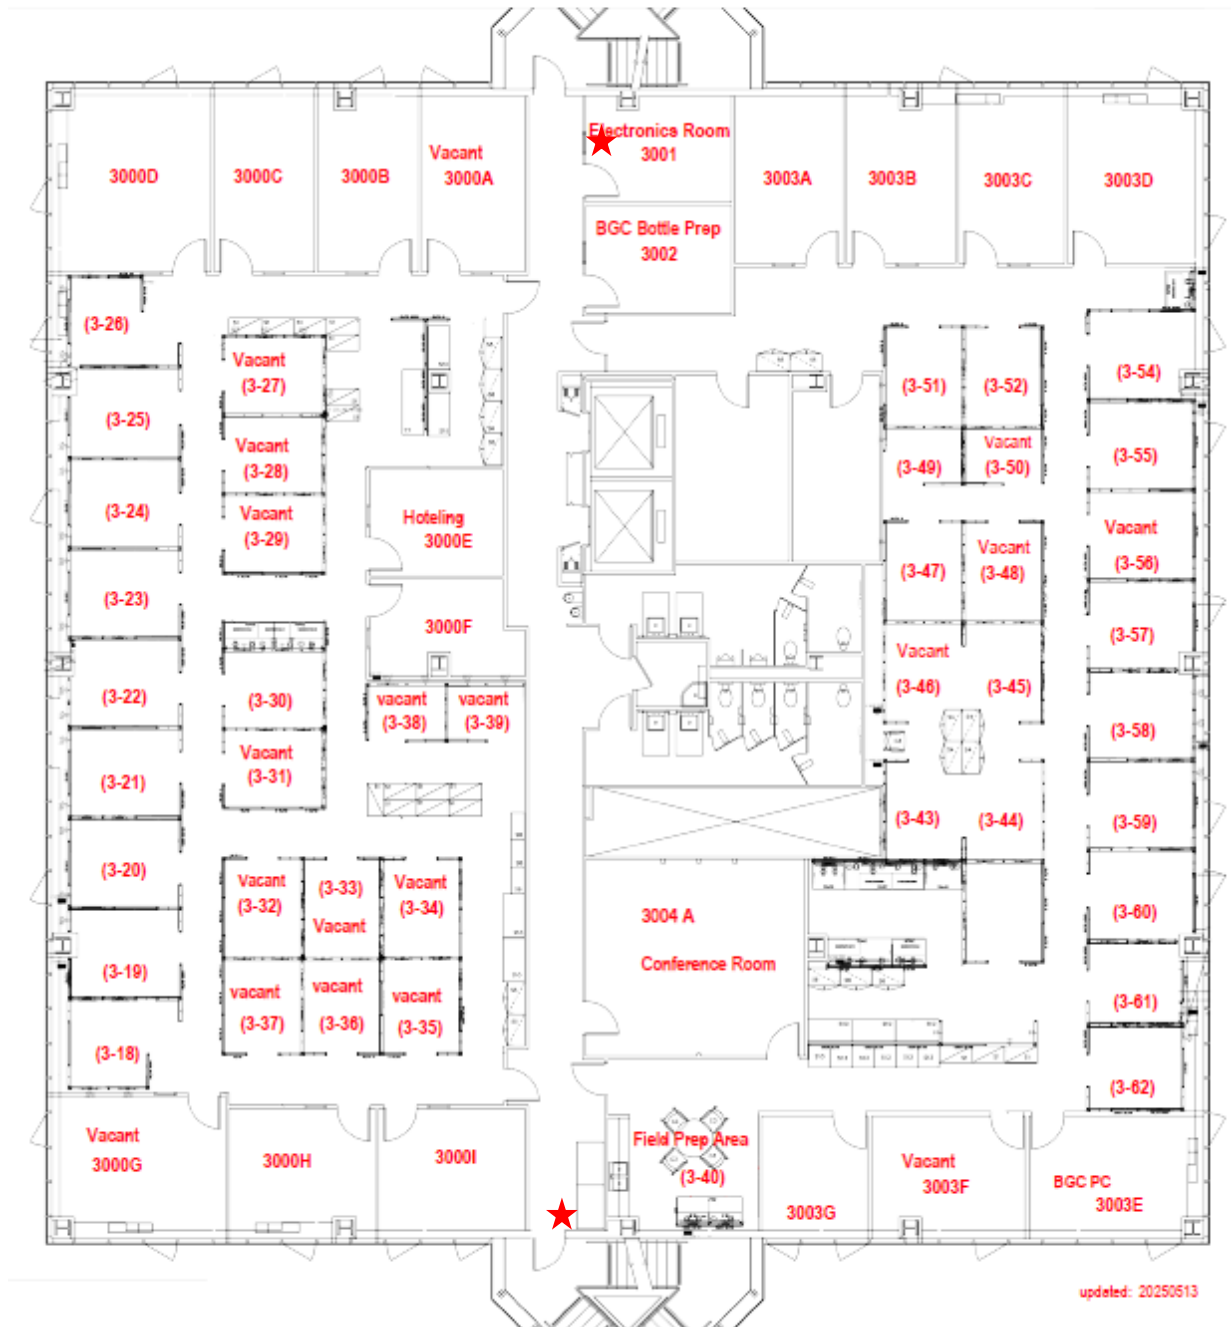 Electronics Room
3001
Vacant
3000A
3000D
3000C
3000B
3003A
3003B
3003C
3003D
BGC Bottle Prep
3002
(3-26)
Vacant
(3-27)
(3-25)
Vacant
(3-28)
(3-24)
Vacant
(3-29)
Hoteling
3000E
(3-23)
3000F
(3-22)
(3-30)
vacant
(3-38)
vacant
(3-39)
(3-21)
Vacant
(3-31)
(3-20)
Vacant
(3-32)
(3-33)
Vacant
Vacant
(3-34)
(3-19)
vacant
(3-37)
vacant
(3-36)
vacant
(3-35)
(3-18)
Vacant
3000G
3000H
3000I
(3-51)
(3-52)
(3-54)
(3-49)
Vacant
(3-50)
(3-55)
(3-47)
Vacant
(3-48)
Vacant
(3-56)
(3-57)
Vacant
(3-46)
(3-45)
(3-58)
(3-43)
(3-44)
(3-59)
3004 A
Conference Room
(3-60)
(3-61)
(3-62)
Field Prep Area
(3-40)
3003G
Vacant
3003F
BGC PC
3003E
updated: 20250513